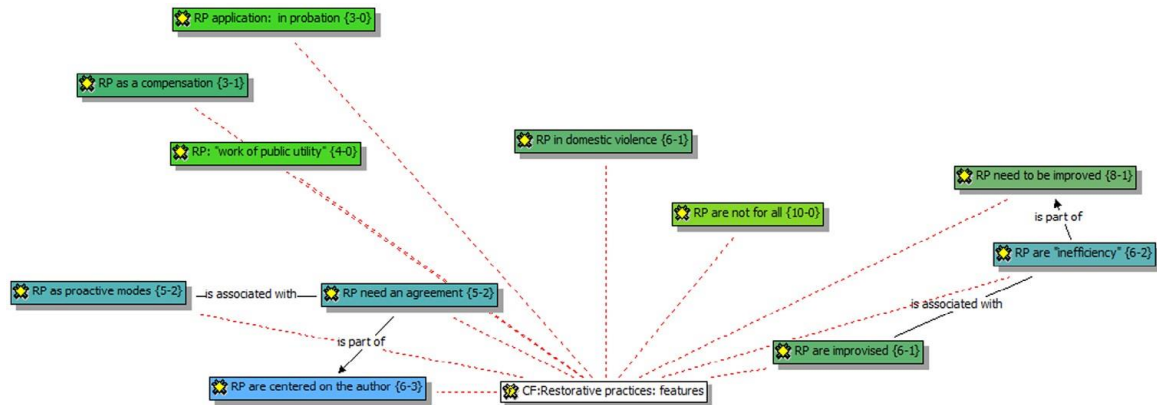 RP application: in probation {3-0}
RP as a compensation {3-1}
RP: "work of public utility" {4-0}
RP in domestic violence {6-1}
RP need to be improved {8-1}
RP are not for all {10-0}
is part of
RP are "inefficiency" {6-2}
RP as proactive modes {5-2}
is associated with
RP need an agreement {5-2}
is associated with
is part of
RP are improvised {6-1}
RP are centered on the author {6-3}
CF:Restorative practices: features